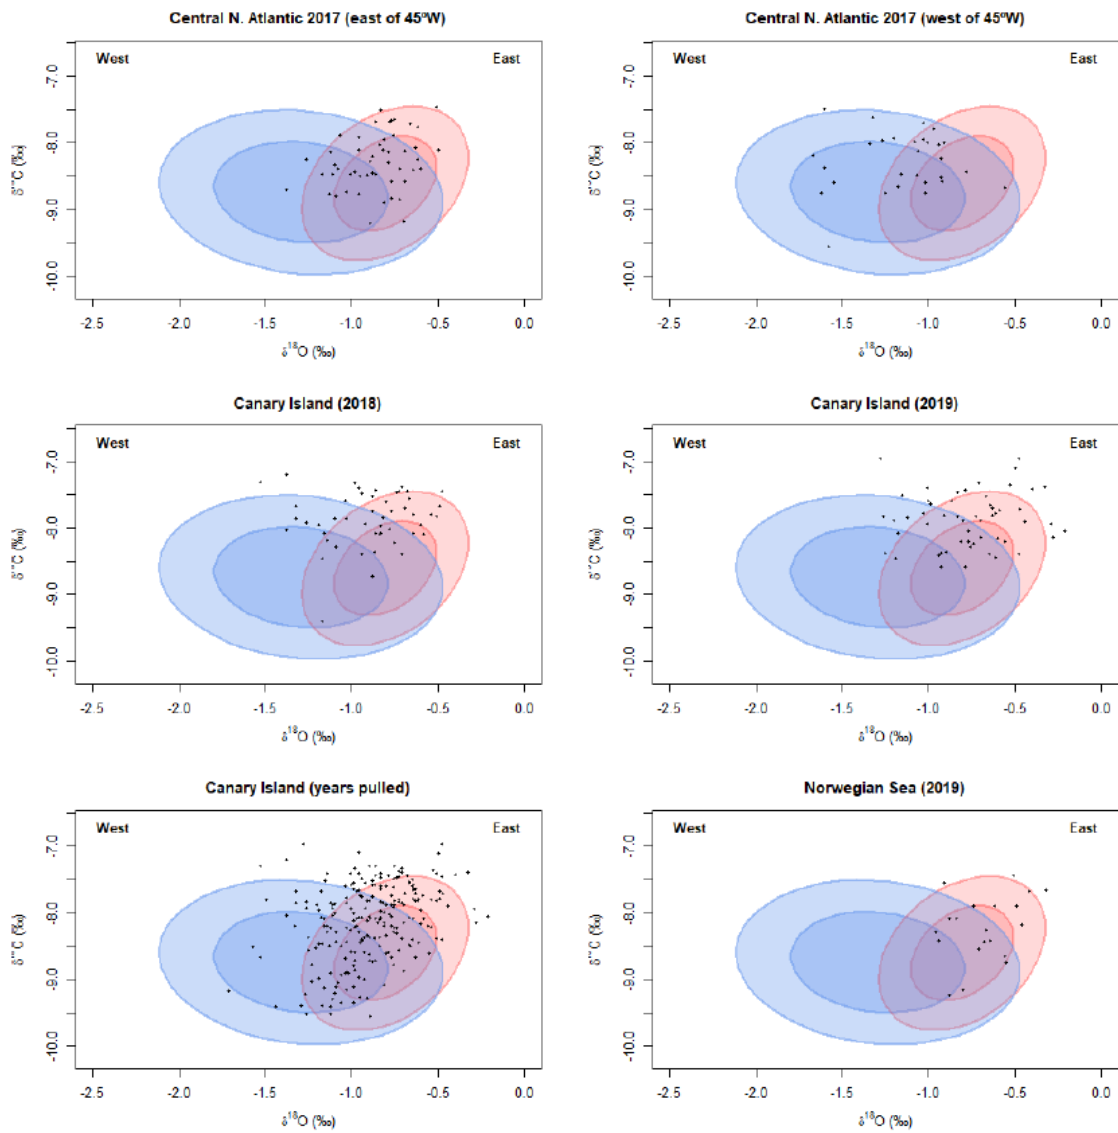 Central N. Atlantic 2017 (east of 45ºW)
West
East
-7.0
-8.0
-9.0
-10.0
-2.5 -2.0 -1.5 -1.0 -0.5 0.0
δ¹⁸O (‰)
Central N. Atlantic 2017 (west of 45ºW)
West
East
-7.0
-8.0
-9.0
-10.0
-2.5 -2.0 -1.5 -1.0 -0.5 0.0
δ¹⁸O (‰)
Canary Island (2018)
West
East
-7.0
-8.0
-9.0
-10.0
-2.5 -2.0 -1.5 -1.0 -0.5 0.0
δ¹⁸O (‰)
Canary Island (2019)
West
East
-7.0
-8.0
-9.0
-10.0
-2.5 -2.0 -1.5 -1.0 -0.5 0.0
δ¹⁸O (‰)
Canary Island (years pulled)
West
East
-7.0
-8.0
-9.0
-10.0
-2.5 -2.0 -1.5 -1.0 -0.5 0.0
δ¹⁸O (‰)
Norwegian Sea (2019)
West
East
-7.0
-8.0
-9.0
-10.0
-2.5 -2.0 -1.5 -1.0 -0.5 0.0
δ¹⁸O (‰)